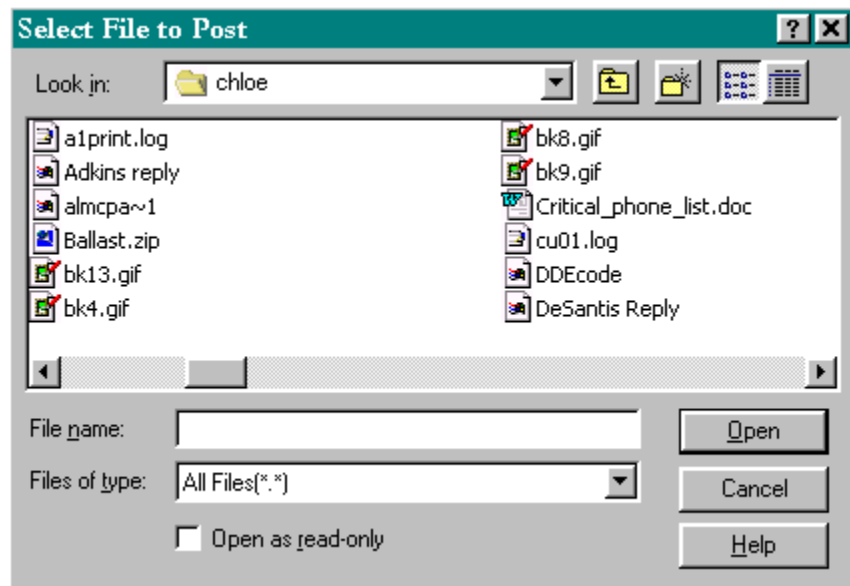 Select File to Post
Look in: chloe
a1print.log
Adkins reply
almcpa~1
Ballast.zip
bk13.gif
bk4.gif
bk8.gif
bk9.gif
Critical_phone_list.doc
cu01.log
DDEcode
DeSantis Reply
File name:
Open
Files of type: All Files(*.*)
Cancel
Open as read-only
Help